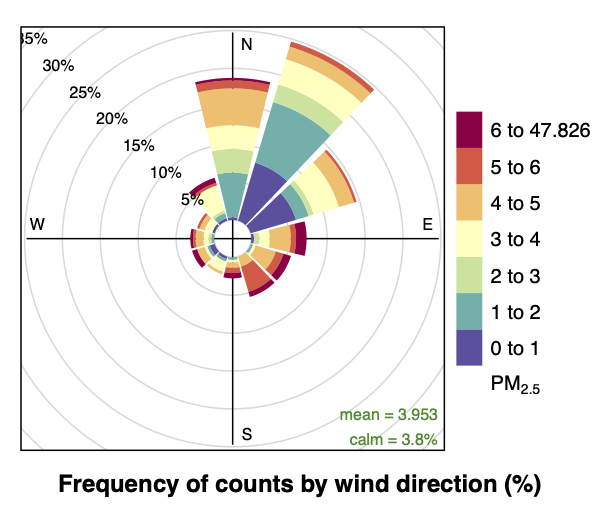 35%
N
30%
25%
20%
15%
10%
5%
W
E
S
6 to 47.826
5 to 6
4 to 5
3 to 4
2 to 3
1 to 2
0 to 1
PM2.5
mean = 3.953
calm = 3.8%
Frequency of counts by wind direction (%)